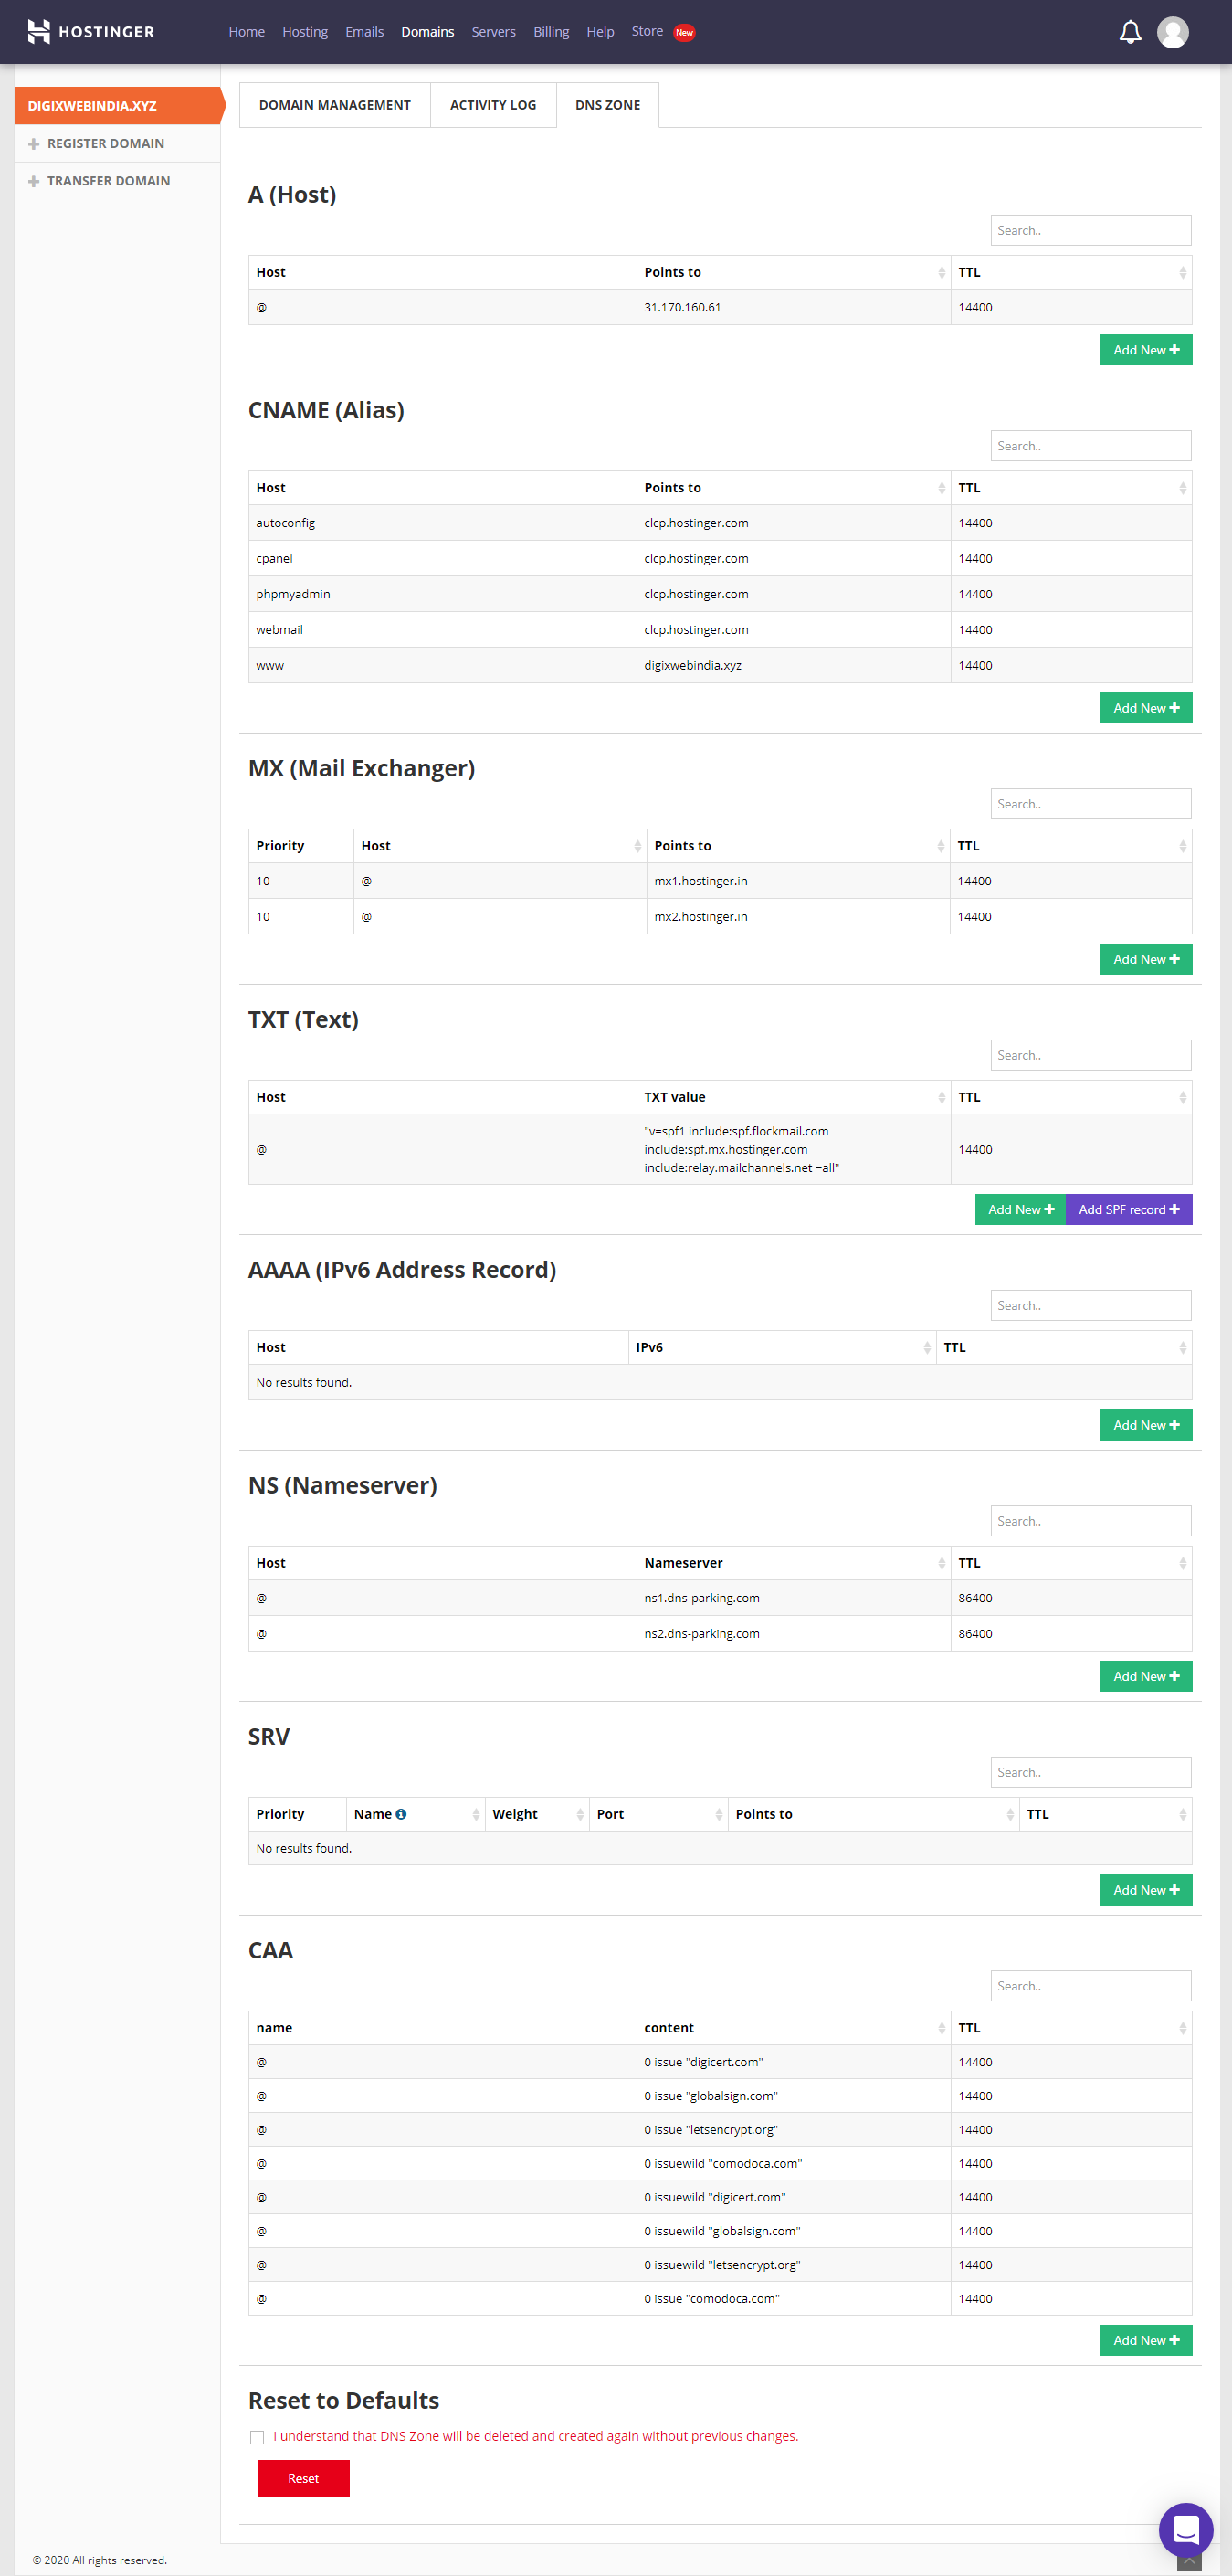 HOSTINGER
Home Hosting Emails Domains Servers Billing Help Store New
DIGIXWEBINDIA.XYZ
REGISTER DOMAIN
TRANSFER DOMAIN
DOMAIN MANAGEMENT ACTIVITY LOG DNS ZONE
A (Host)
Search..
Host Points to TTL
@ 31.170.160.61 14400
Add New
CNAME (Alias)
Search..
Host Points to TTL
autoconfig clcp.hostinger.com 14400
cpanel clcp.hostinger.com 14400
phpmyadmin clcp.hostinger.com 14400
webmail clcp.hostinger.com 14400
www digixwebindia.xyz 14400
Add New
MX (Mail Exchanger)
Search..
Priority Host Points to TTL
10 @ mx1.hostinger.in 14400
10 @ mx2.hostinger.in 14400
Add New
TXT (Text)
Search..
Host TXT value TTL
"v=spf1 include:spf.flockmail.com
@ include:spf.mx.hostinger.com 14400
include:relay.mailchannels.net ~all"
Add New Add SPF record
AAAA (IPv6 Address Record)
Search..
Host IPv6 TTL
No results found.
Add New
NS (Nameserver)
Search..
Host Nameserver TTL
@ ns1.dns-parking.com 86400
@ ns2.dns-parking.com 86400
Add New
SRV
Search..
Priority Name Weight Port Points to TTL
No results found.
Add New
CAA
Search..
name content TTL
@ 0 issue "digicert.com" 14400
@ 0 issue "globalsign.com" 14400
@ 0 issue "letsencrypt.org" 14400
@ 0 issuewild "comodoca.com" 14400
@ 0 issuewild "digicert.com" 14400
@ 0 issuewild "globalsign.com" 14400
@ 0 issuewild "letsencrypt.org" 14400
@ 0 issue "comodoca.com" 14400
Add New
Reset to Defaults
I understand that DNS Zone will be deleted and created again without previous changes.
Reset
© 2020 All rights reserved.